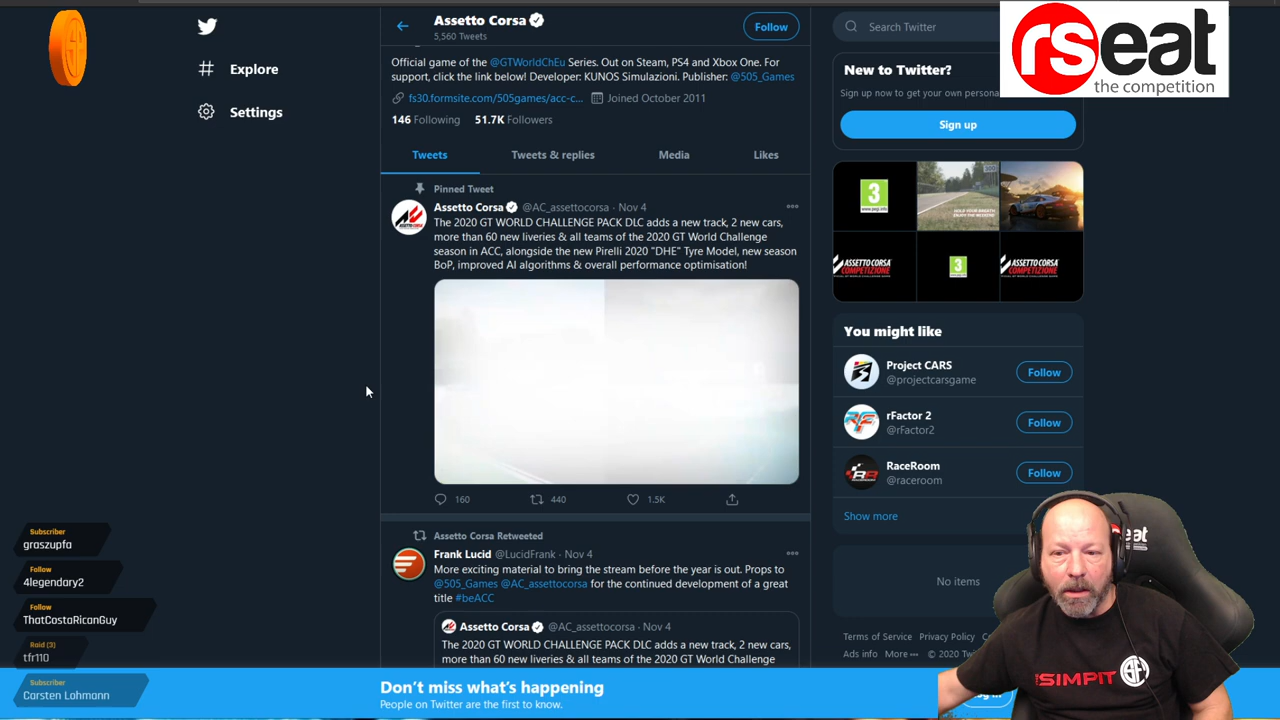 Explore
Settings
Assetto Corsa
5,560 Tweets
Follow
Official game of the @GTWorldChEu Series. Out on Steam, PS4 and Xbox One. For
support, click the link below! Developer: KUNOS Simulazioni. Publisher: @505_Games
fs30.formsite.com/505games/acc-c... Joined October 2011
146 Following 51.7K Followers
Tweets Tweets & replies Media Likes
Pinned Tweet
Assetto Corsa @AC_assettocorsa · Nov 4
The 2020 GT WORLD CHALLENGE PACK DLC adds a new track, 2 new cars,
more than 60 new liveries & all teams of the 2020 GT World Challenge
season in ACC, alongside the new Pirelli 2020 "DHE" Tyre Model, new season
BoP, improved AI algorithms & overall performance optimisation!
160 440 1.5K
Assetto Corsa Retweeted
Frank Lucid @LucidFrank · Nov 4
More exciting material to bring the stream before the year is out. Props to
@505_Games @AC_assettocorsa for the continued development of a great
title #beACC
Assetto Corsa @AC_assettocorsa · Nov 4
The 2020 GT WORLD CHALLENGE PACK DLC adds a new track, 2 new cars,
more than 60 new liveries & all teams of the 2020 GT World Challenge
Search Twitter
rseat
the competition
New to Twitter?
Sign up now to get your own persona
Sign up
3
ASSETTO CORSA
COMPETIZIONE
3
ASSETTO CORSA
COMPETIZIONE
You might like
Project CARS
@projectcarsgame
Follow
rFactor 2
@rFactor2
Follow
RaceRoom
@raceroom
Follow
Show more
No items
Terms of Service Privacy Policy
Ads info More © 2020
Subscriber
graszupfa
Follow
4legendary2
Follow
ThatCostaRicanGuy
Raid (3)
tfr110
Subscriber
Carsten Lohmann
Don't miss what's happening
People on Twitter are the first to know.
SIMPIT